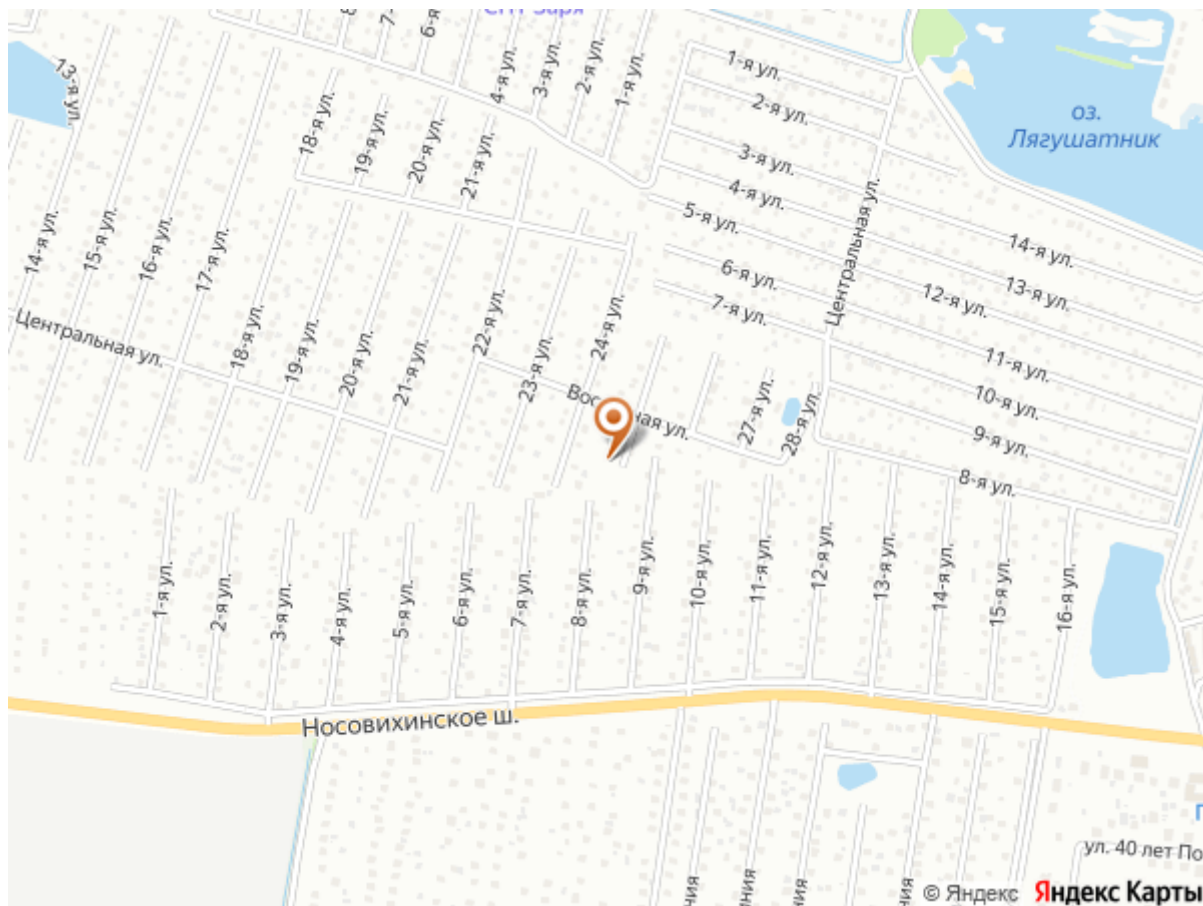 СНТ Заря
6-я ул.
4-я ул.
3-я ул.
2-я ул.
1-я ул.
1-я ул.
2-я ул.
3-я ул.
4-я ул.
5-я ул.
6-я ул.
7-я ул.
оз.
Лягушатник
13-я ул.
14-я ул.
15-я ул.
16-я ул.
17-я ул.
18-я ул.
19-я ул.
20-я ул.
21-я ул.
Центральная ул.
14-я ул.
13-я ул.
12-я ул.
11-я ул.
10-я ул.
9-я ул.
8-я ул.
Центральная ул.
18-я ул.
19-я ул.
20-я ул.
21-я ул.
22-я ул.
23-я ул.
24-я ул.
27-я ул.
28-я ул.
1-я ул.
2-я ул.
3-я ул.
4-я ул.
5-я ул.
6-я ул.
7-я ул.
8-я ул.
9-я ул.
10-я ул.
11-я ул.
12-я ул.
13-я ул.
14-я ул.
15-я ул.
16-я ул.
Носовихинское ш.
ул. 40 лет По
© Яндекс Яндекс Карты